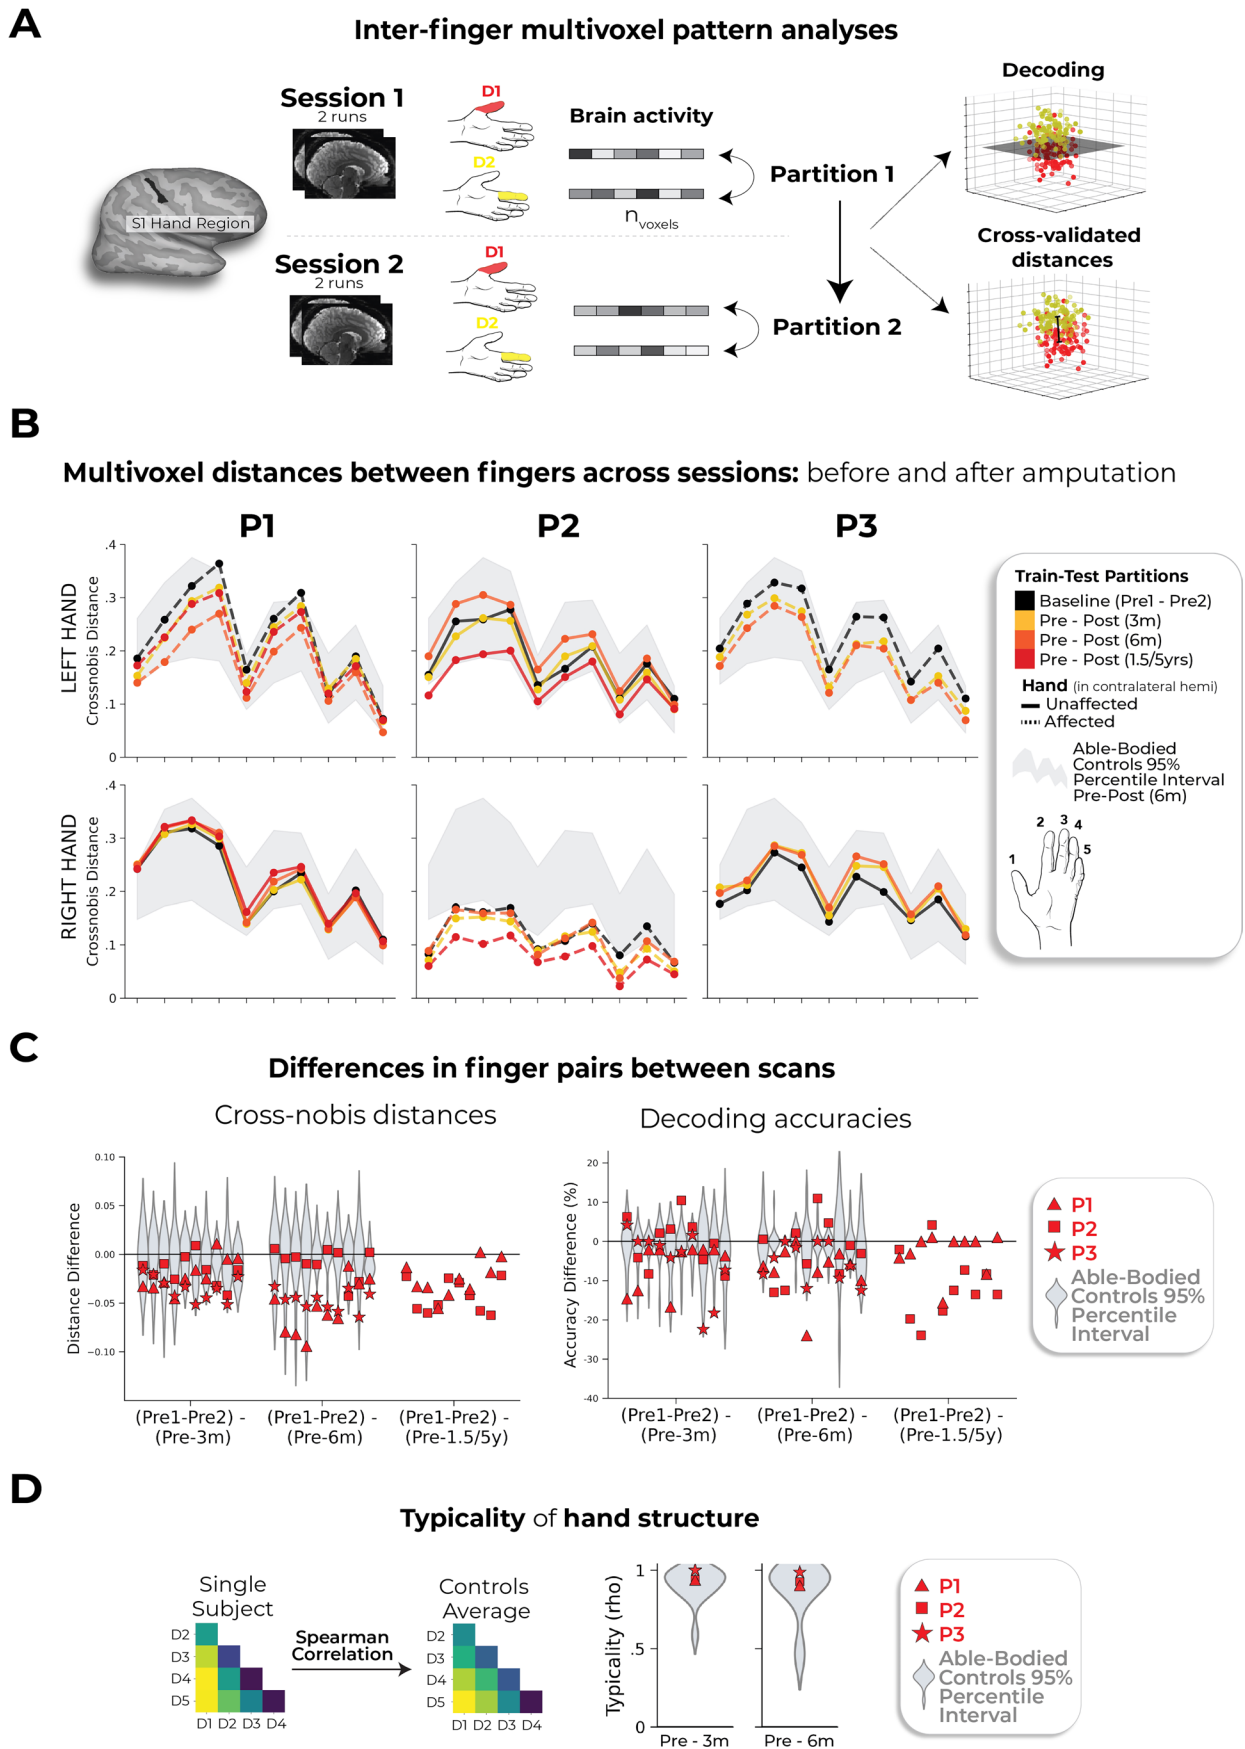 A
Inter-finger multivoxel pattern analyses
S1 Hand Region
Session 1
2 runs
D1
D2
Brain activity
n voxels
Partition 1
Session 2
2 runs
D1
D2
Partition 2
Decoding
Cross-validated
distances
B
Multivoxel distances between fingers across sessions: before and after amputation
P1
P2
P3
LEFT HAND
Crossnobis Distance
.4
.3
.2
.1
0
RIGHT HAND
Crossnobis Distance
.4
.3
.2
.1
0
Train-Test Partitions
Baseline (Pre1 - Pre2)
Pre - Post (3m)
Pre - Post (6m)
Pre - Post (1.5/5yrs)
Hand (in contralateral hemi)
Unaffected
Affected
Able-Bodied
Controls 95%
Percentile Interval
Pre-Post (6m)
1
2
3
4
5
C
Differences in finger pairs between scans
Cross-nobis distances
Distance Difference
0.10
0.05
0.00
−0.05
−0.10
(Pre1-Pre2) -
(Pre-3m)
(Pre1-Pre2) -
(Pre-6m)
(Pre1-Pre2) -
(Pre-1.5/5y)
Decoding accuracies
Accuracy Difference (%)
20
10
0
-10
-20
-30
-40
(Pre1-Pre2) -
(Pre-3m)
(Pre1-Pre2) -
(Pre-6m)
(Pre1-Pre2) -
(Pre-1.5/5y)
P1
P2
P3
Able-Bodied
Controls 95%
Percentile
Interval
D
Typicality of hand structure
Single
Subject
D2
D3
D4
D5
D1 D2 D3 D4
Spearman
Correlation
Controls
Average
D2
D3
D4
D5
D1 D2 D3 D4
Typicality (rho)
1
.5
0
Pre - 3m
Pre - 6m
P1
P2
P3
Able-Bodied
Controls 95%
Percentile
Interval